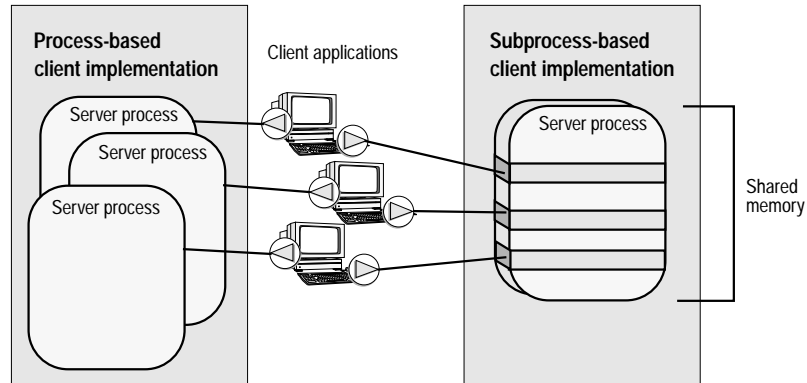 Process-based
client implementation
Client applications
Subprocess-based
client implementation
Server process
Server process
Server process
Server process
Shared
memory